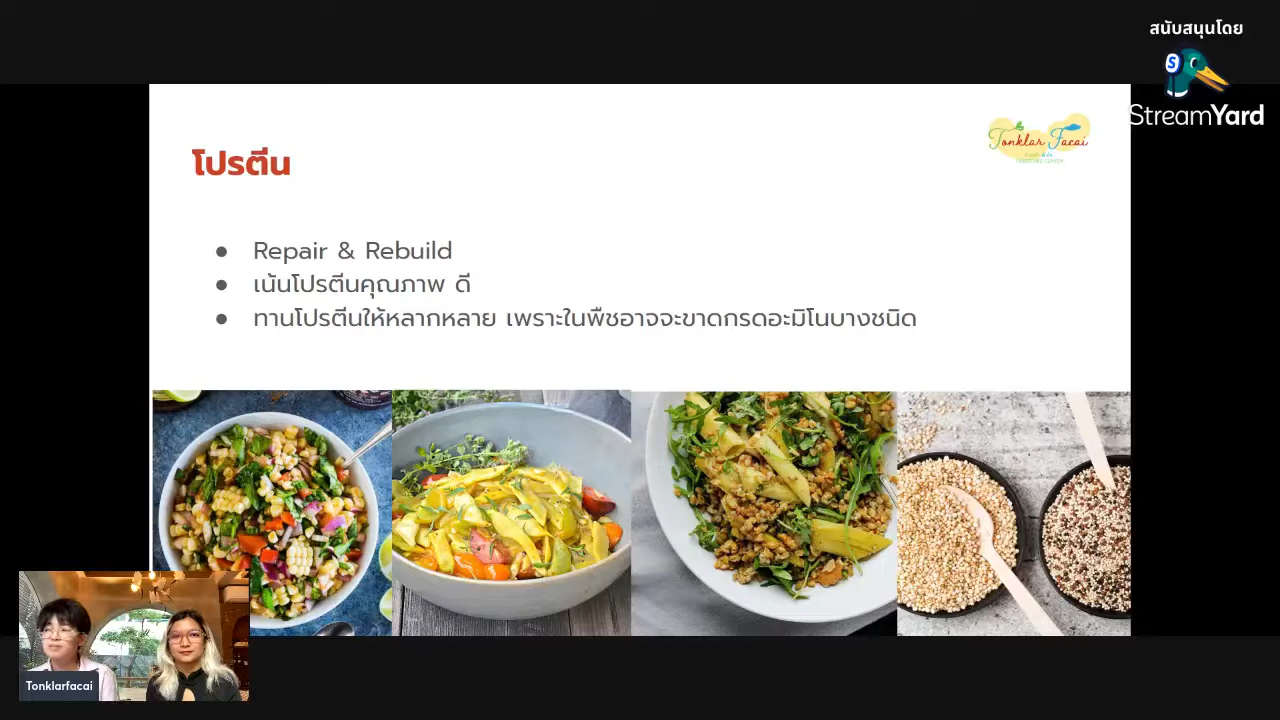 สนับสนุนโดย
StreamYard
Tonklar Facai
โปรตีน
Repair & Rebuild
เน้นโปรตีนคุณภาพ ดี
ทานโปรตีนให้หลากหลาย เพราะในพืชอาจจะขาดกรดอะมิโนบางชนิด
Tonklarfacai